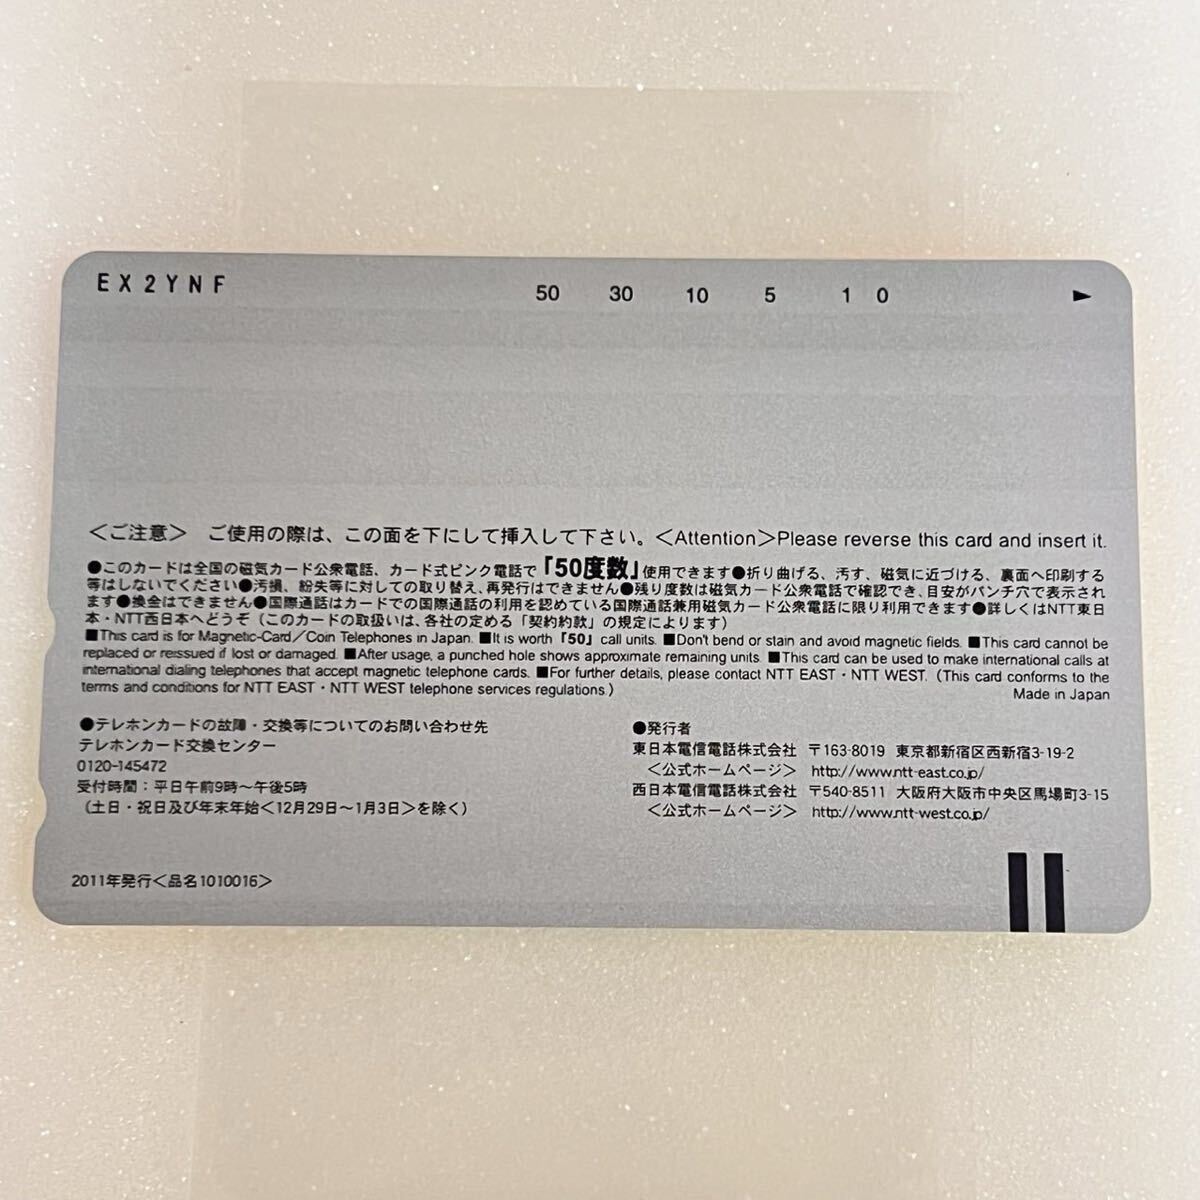 EX2YNF
50 30 10 5 1 0 ►
＜ご注意＞ ご使用の際は、この面を下にして挿入して下さい。＜Attention＞Please reverse this card and insert it.
●このカードは全国の磁気カード公衆電話、カード式ピンク電話で「50度数」使用できます●折り曲げる、汚す、磁気に近づける、裏面へ印刷する
等はしないでください●汚損、紛失等に対しての取り替え、再発行はできません●残り度数は磁気カード公衆電話で確認でき、目安がパンチ穴で表示され
ます●換金はできません●国際通話はカードでの国際通話の利用を認めている国際通話兼用磁気カード公衆電話に限り利用できます●詳しくはNTT東日
本・NTT西日本へどうぞ（このカードの取扱いは、各社の定める「契約約款」の規定によります）
■This card is for Magnetic-Card／Coin Telephones in Japan. ■It is worth「50」call units. ■Don't bend or stain and avoid magnetic fields. ■This card cannot be
replaced or reissued if lost or damaged. ■After usage, a punched hole shows approximate remaining units. ■This card can be used to make international calls at
international dialing telephones that accept magnetic telephone cards. ■For further details, please contact NTT EAST・NTT WEST. (This card conforms to the
terms and conditions for NTT EAST・NTT WEST telephone services regulations.)
Made in Japan
●テレホンカードの故障・交換等についてのお問い合わせ先
テレホンカード交換センター
0120-145472
受付時間：平日午前9時〜午後5時
（土日・祝日及び年末年始＜12月29日〜1月3日＞を除く）
●発行者
東日本電信電話株式会社 〒163-8019 東京都新宿区西新宿3-19-2
＜公式ホームページ＞ http://www.ntt-east.co.jp/
西日本電信電話株式会社 〒540-8511 大阪府大阪市中央区馬場町3-15
＜公式ホームページ＞ http://www.ntt-west.co.jp/
2011年発行＜品名1010016＞